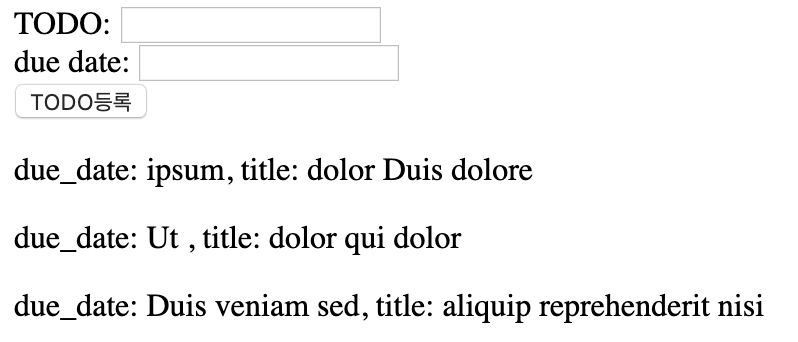 TODO:
due date:
TODO등록
due_date: ipsum, title: dolor Duis dolore
due_date: Ut , title: dolor qui dolor
due_date: Duis veniam sed, title: aliquip reprehenderit nisi